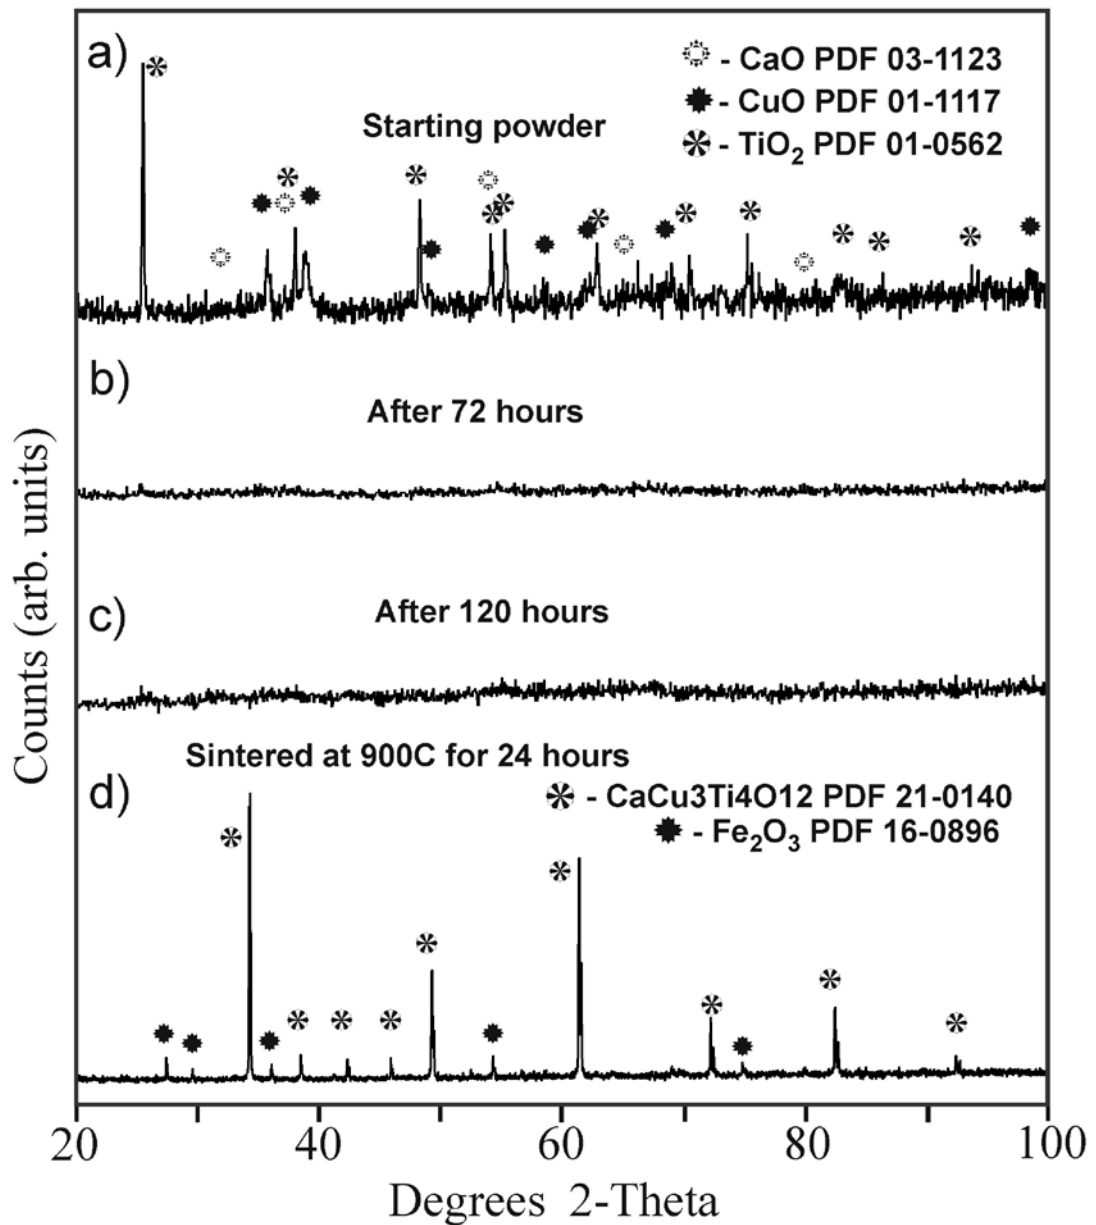 a)
- CaO PDF 03-1123
- CuO PDF 01-1117
- TiO₂ PDF 01-0562
Starting powder
b)
After 72 hours
c)
After 120 hours
Sintered at 900C for 24 hours
d)
- CaCu3Ti4O12 PDF 21-0140
- Fe₂O₃ PDF 16-0896
Counts (arb. units)
20 40 60 80 100
Degrees 2-Theta